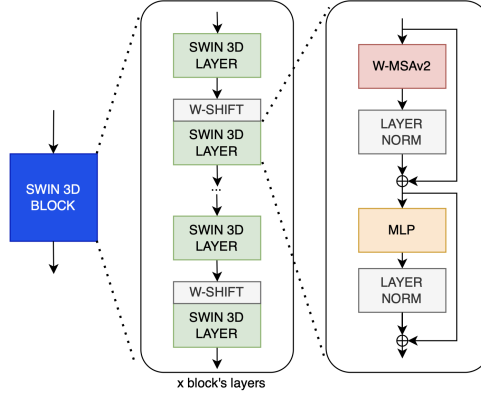 SWIN 3D
BLOCK
SWIN 3D
LAYER
W-SHIFT
SWIN 3D
LAYER
...
SWIN 3D
LAYER
W-SHIFT
SWIN 3D
LAYER
x block's layers
W-MSAv2
LAYER
NORM
MLP
LAYER
NORM